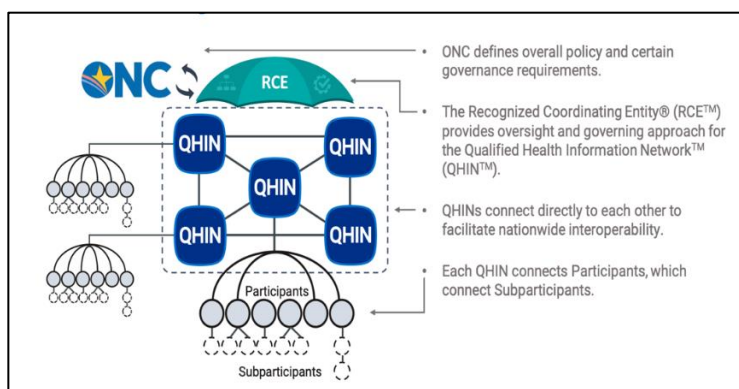 ONC
RCE
QHIN
QHIN
QHIN
QHIN
QHIN
Participants
Subparticipants
• ONC defines overall policy and certain
governance requirements.
• The Recognized Coordinating Entity® (RCE™)
provides oversight and governing approach for
the Qualified Health Information Network™
(QHIN™).
• QHINs connect directly to each other to
facilitate nationwide interoperability.
• Each QHIN connects Participants, which
connect Subparticipants.